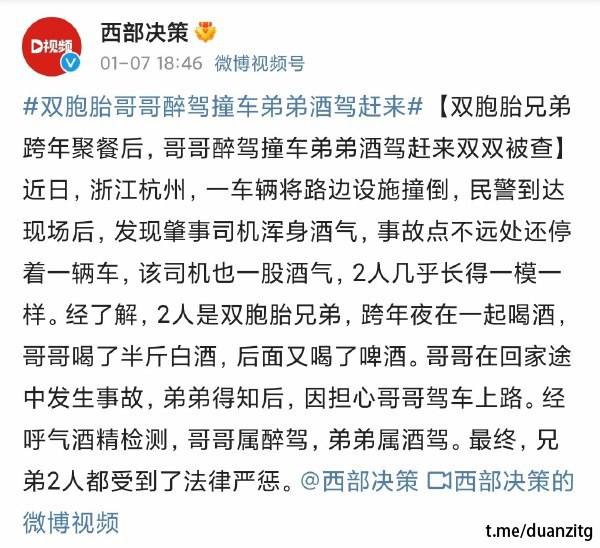 D视频
西部决策
01-07 18:46 微博视频号
#双胞胎哥哥醉驾撞车弟弟酒驾赶来#【双胞胎兄弟
跨年聚餐后，哥哥醉驾撞车弟弟酒驾赶来双双被查】
近日，浙江杭州，一车辆将路边设施撞倒，民警到达
现场后，发现肇事司机浑身酒气，事故点不远处还停
着一辆车，该司机也一股酒气，2人几乎长得一模一
样。经了解，2人是双胞胎兄弟，跨年夜在一起喝酒，
哥哥喝了半斤白酒，后面又喝了啤酒。哥哥在回家途
中发生事故，弟弟得知后，因担心哥哥驾车上路。经
呼气酒精检测，哥哥属醉驾，弟弟属酒驾。最终，兄
弟2人都受到了法律严惩。@西部决策 西部决策的
微博视频
t.me/duanzitg